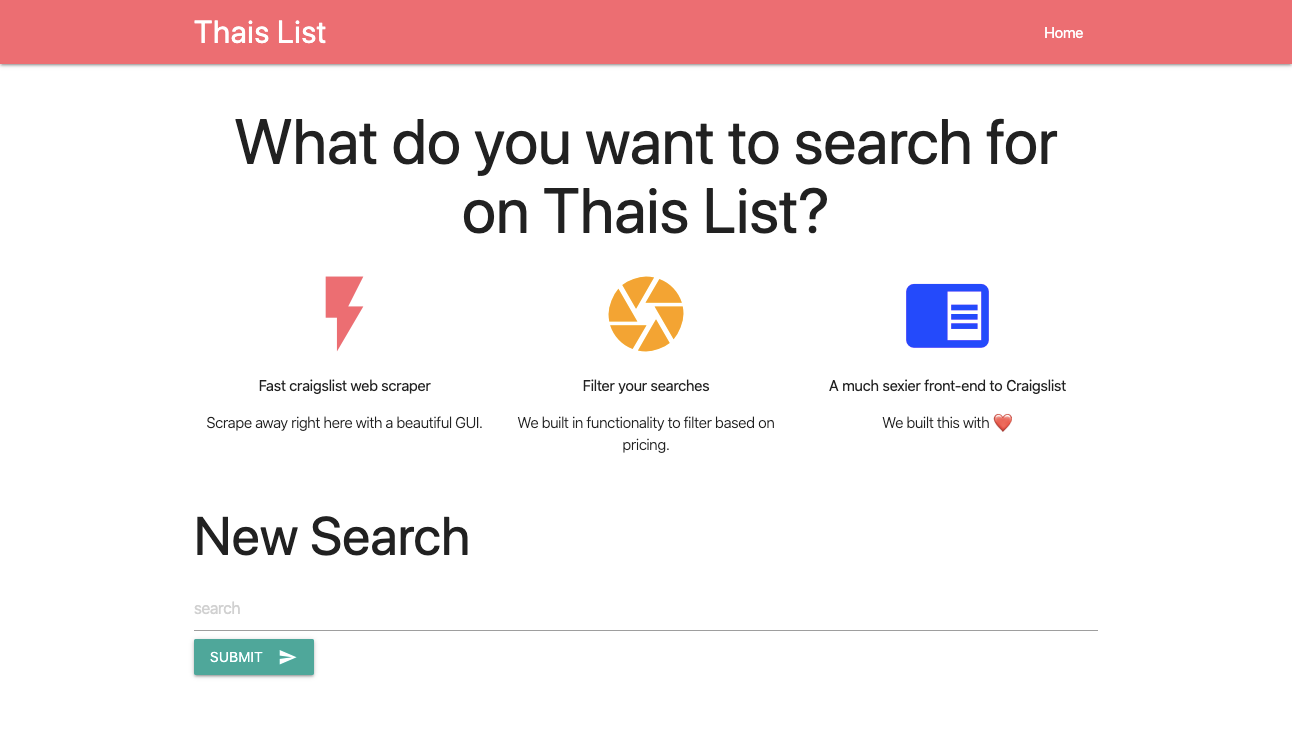 Thais List
Home
What do you want to search for
on Thais List?
Fast craigslist web scraper
Scrape away right here with a beautiful GUI.
Filter your searches
We built in functionality to filter based on
pricing.
A much sexier front-end to Craigslist
We built this with ❤️
New Search
search
SUBMIT